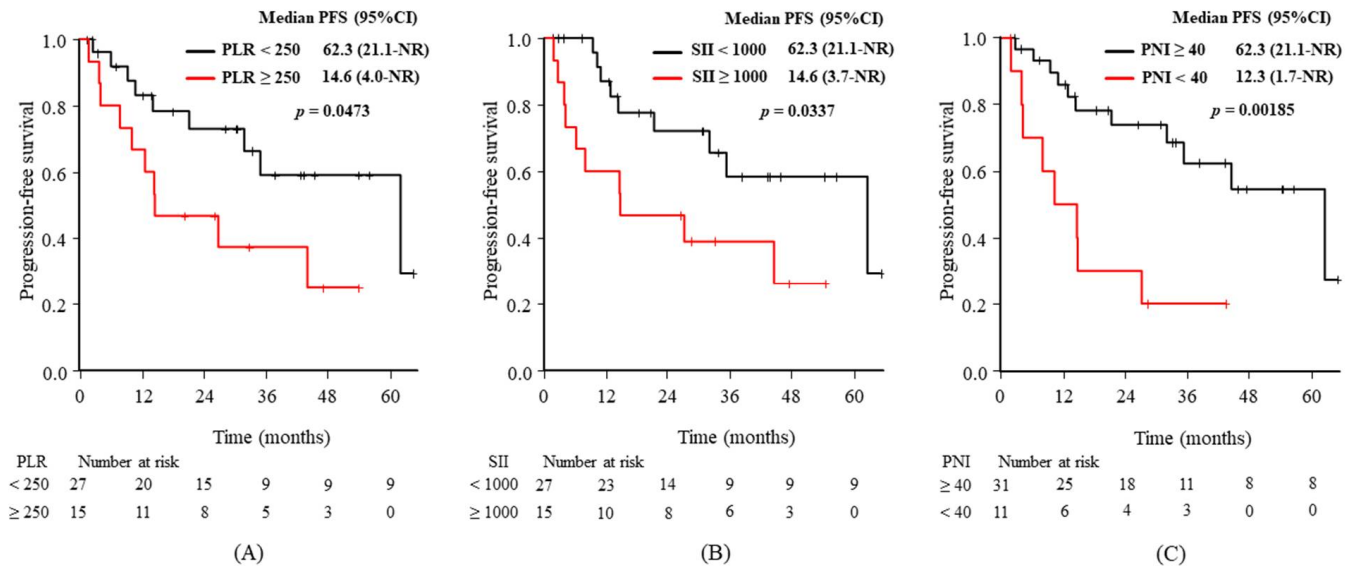 Median PFS (95%CI)
PLR < 250 62.3 (21.1-NR)
PLR ≥ 250 14.6 (4.0-NR)
p = 0.0473
Progression-free survival
1.0
0.8
0.6
0.4
0.2
0.0
0 12 24 36 48 60
Time (months)
PLR Number at risk
< 250 27 20 15 9 9 9
≥ 250 15 11 8 5 3 0
(A)
Median PFS (95%CI)
SII < 1000 62.3 (21.1-NR)
SII ≥ 1000 14.6 (3.7-NR)
p = 0.0337
Progression-free survival
1.0
0.8
0.6
0.4
0.2
0.0
0 12 24 36 48 60
Time (months)
SII Number at risk
< 1000 27 23 14 9 9 9
≥ 1000 15 10 8 6 3 0
(B)
Median PFS (95%CI)
PNI ≥ 40 62.3 (21.1-NR)
PNI < 40 12.3 (1.7-NR)
p = 0.00185
Progression-free survival
1.0
0.8
0.6
0.4
0.2
0.0
0 12 24 36 48 60
Time (months)
PNI Number at risk
≥ 40 31 25 18 11 8 8
< 40 11 6 4 3 0 0
(C)